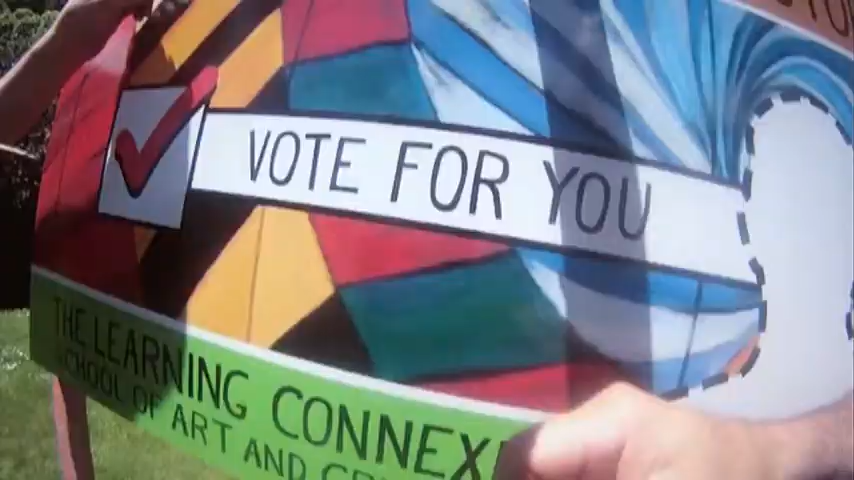 VOTE FOR YOU
THE LEARNING CONNEX
SCHOOL OF ART AND